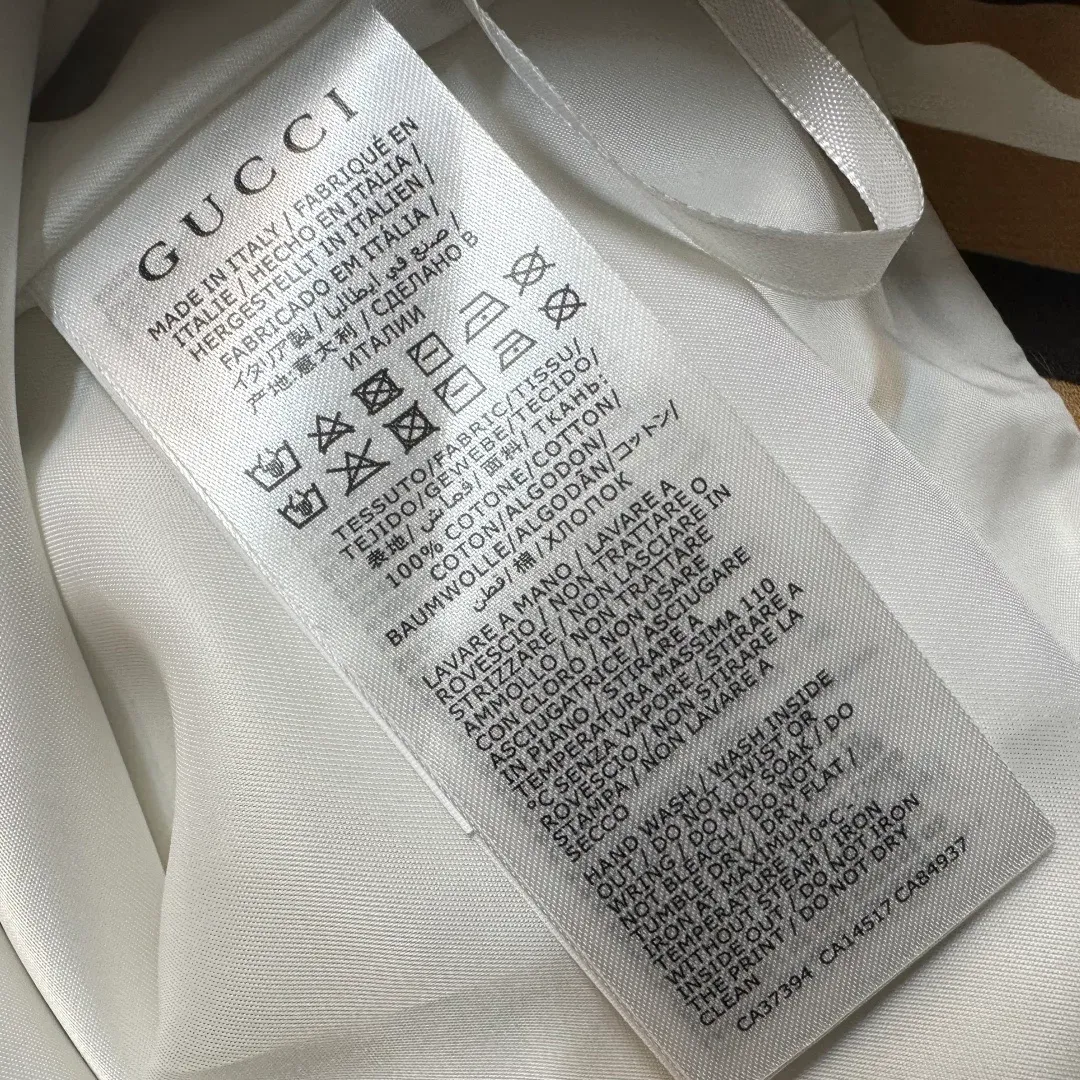 GUCCI
MADE IN ITALY / FABRIQUÉ EN
ITALIE / HECHO EN ITALIA /
HERGESTELLT IN ITALIEN /
FABRICADO EM ITALIA /
イタリア製 / صنع في ايطاليا /
产地:意大利 / СДЕЛАНО В
ИТАЛИИ
TESSUTO/FABRIC/TISSU/
TEJIDO/GEWEBE/TECIDO/
表地/ قماش / 面料/ ТКАНЬ:
100% COTONE/COTTON/
COTON/ALGODON/
BAUMWOLLE/ALGODÃN/コットン/
قطن/ 棉/ ХЛОПОК
LAVARE A MANO / LAVARE A
ROVESCIO / NON TRATTARE O
STRIZZARE / NON LASCIARE IN
AMMOLLO / NON TRATTARE
CON CLORO / NON USARE
ASCIUGATRICE / ASCIUGARE
IN PIANO / STIRARE A
TEMPERATURA MASSIMA 110
°C SENZA VAPORE / STIRARE A
ROVESCIO / NON STIRARE LA
STAMPA / NON LAVARE A
SECCO
HAND WASH / WASH INSIDE
OUT / DO NOT TWIST OR
WRING / DO NOT SOAK / DO
NOT BLEACH / DO NOT
TUMBLE DRY / DRY FLAT /
IRON AT MAXIMUM
TEMPERATURE 110°C
WITHOUT STEAM / IRON
INSIDE OUT / DO NOT IRON
THE PRINT / DO NOT DRY
CLEAN
CA37394 CA14517 CA84937